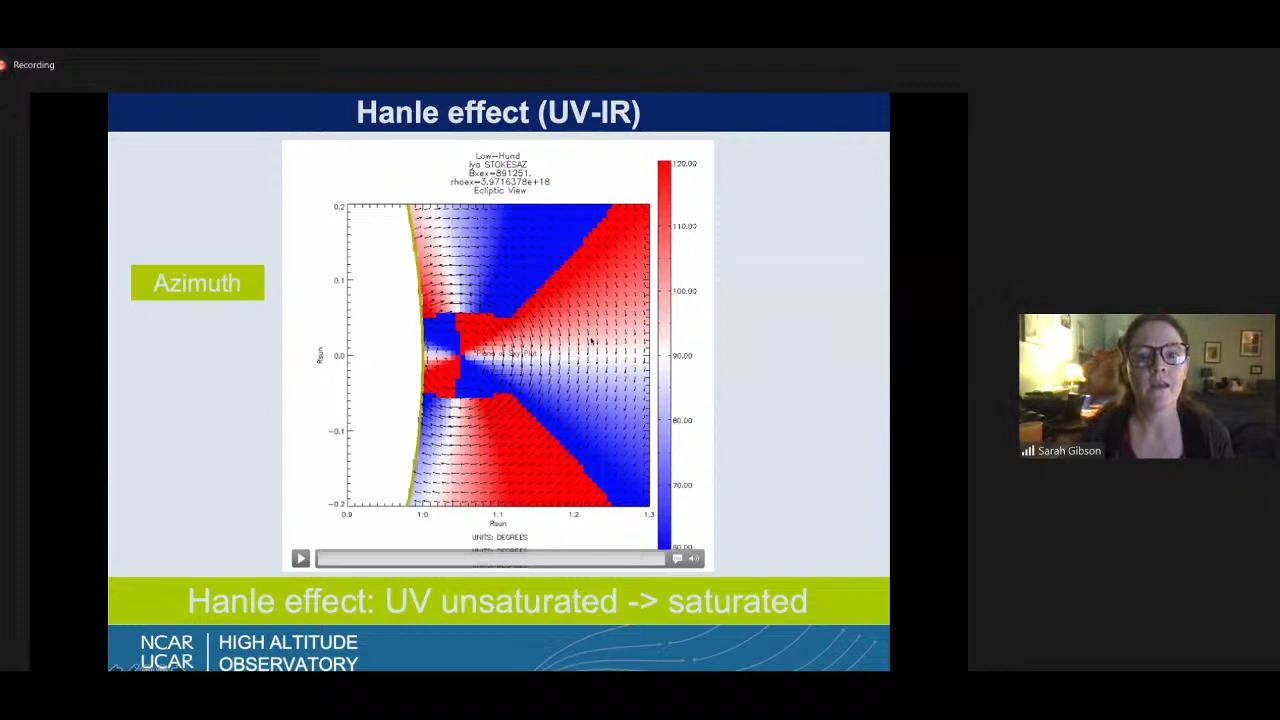 Recording
Hanle effect (UV-IR)
Low-Hund
lya STOKESAZ
Bxex=891251.
rhoex=3.9716378e+18
Ecliptic View
Azimuth
0.2
0.1
0.0
-0.1
-0.2
Rsun
0.9 1.0 1.1 1.2 1.3
Rsun
120.00
110.00
100.00
90.00
80.00
70.00
60.00
UNITS: DEGREES
UNITS: DEGREES
Hanle effect: UV unsaturated -> saturated
NCAR
UCAR
HIGH ALTITUDE
OBSERVATORY
Sarah Gibson